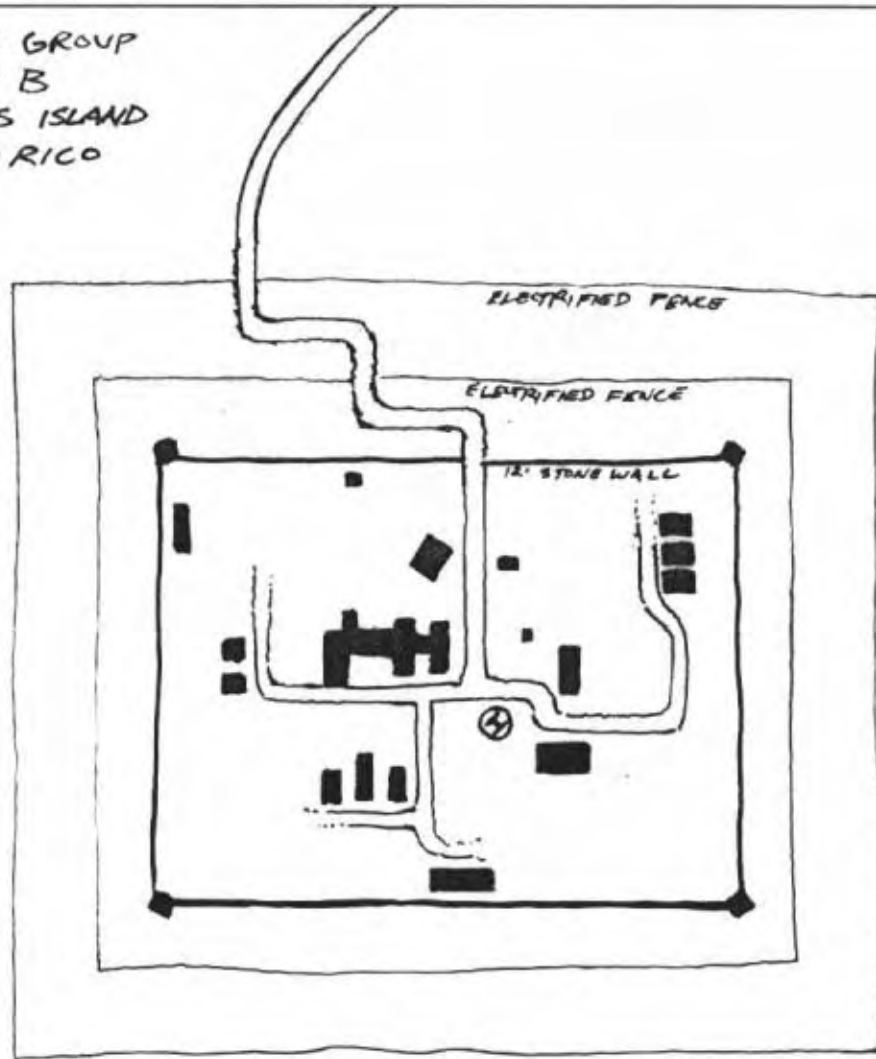 GROUP
B
S ISLAND
RICO
ELECTRIFIED FENCE
ELECTRIFIED FENCE
12' STONE WALL
H